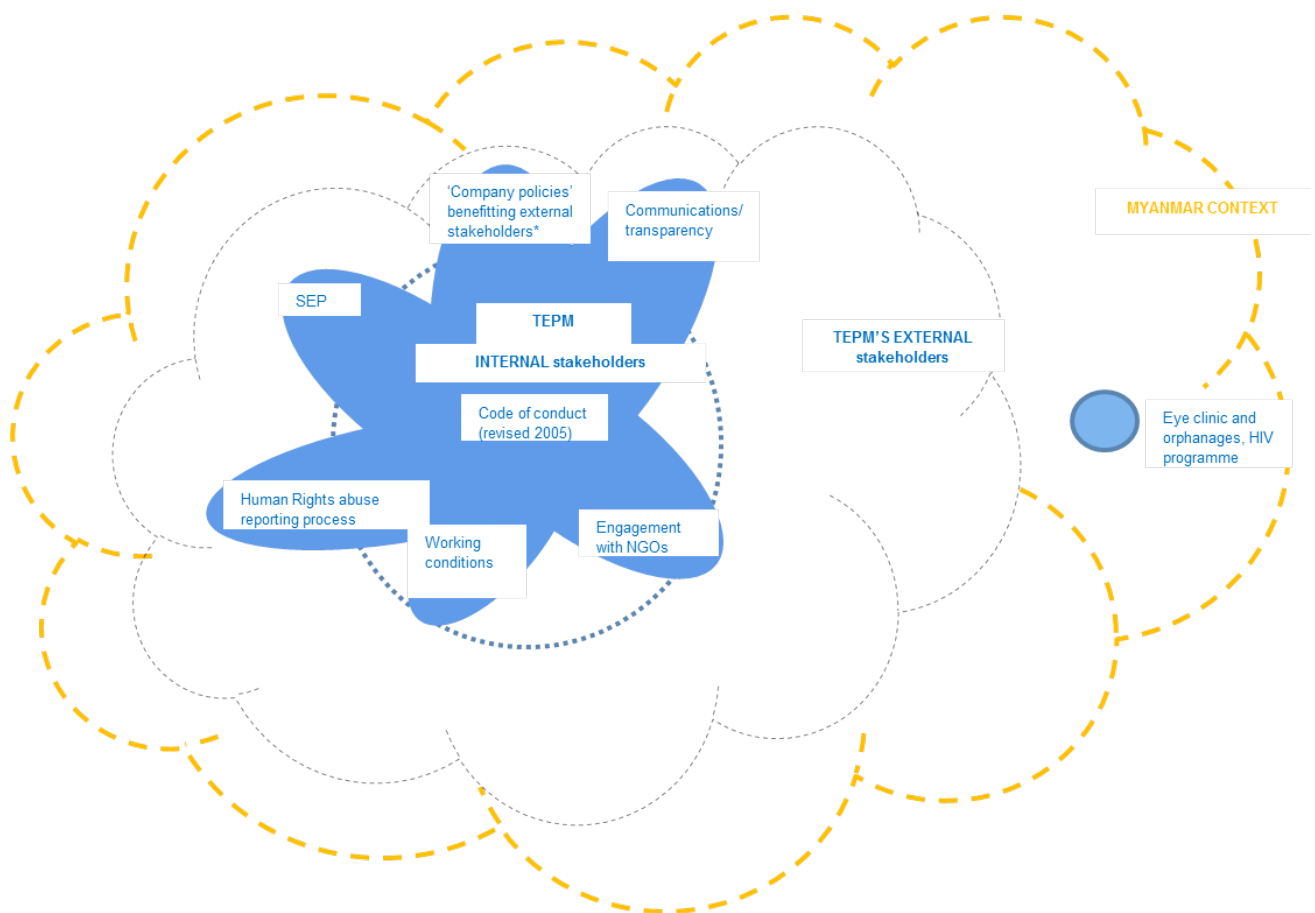 ‘Company policies’
benefitting external
stakeholders*
Communications/
transparency
MYANMAR CONTEXT
SEP
TEPM
INTERNAL stakeholders
TEPM’S EXTERNAL
stakeholders
Code of conduct
(revised 2005)
Eye clinic and
orphanages, HIV
programme
Human Rights abuse
reporting process
Working
conditions
Engagement
with NGOs